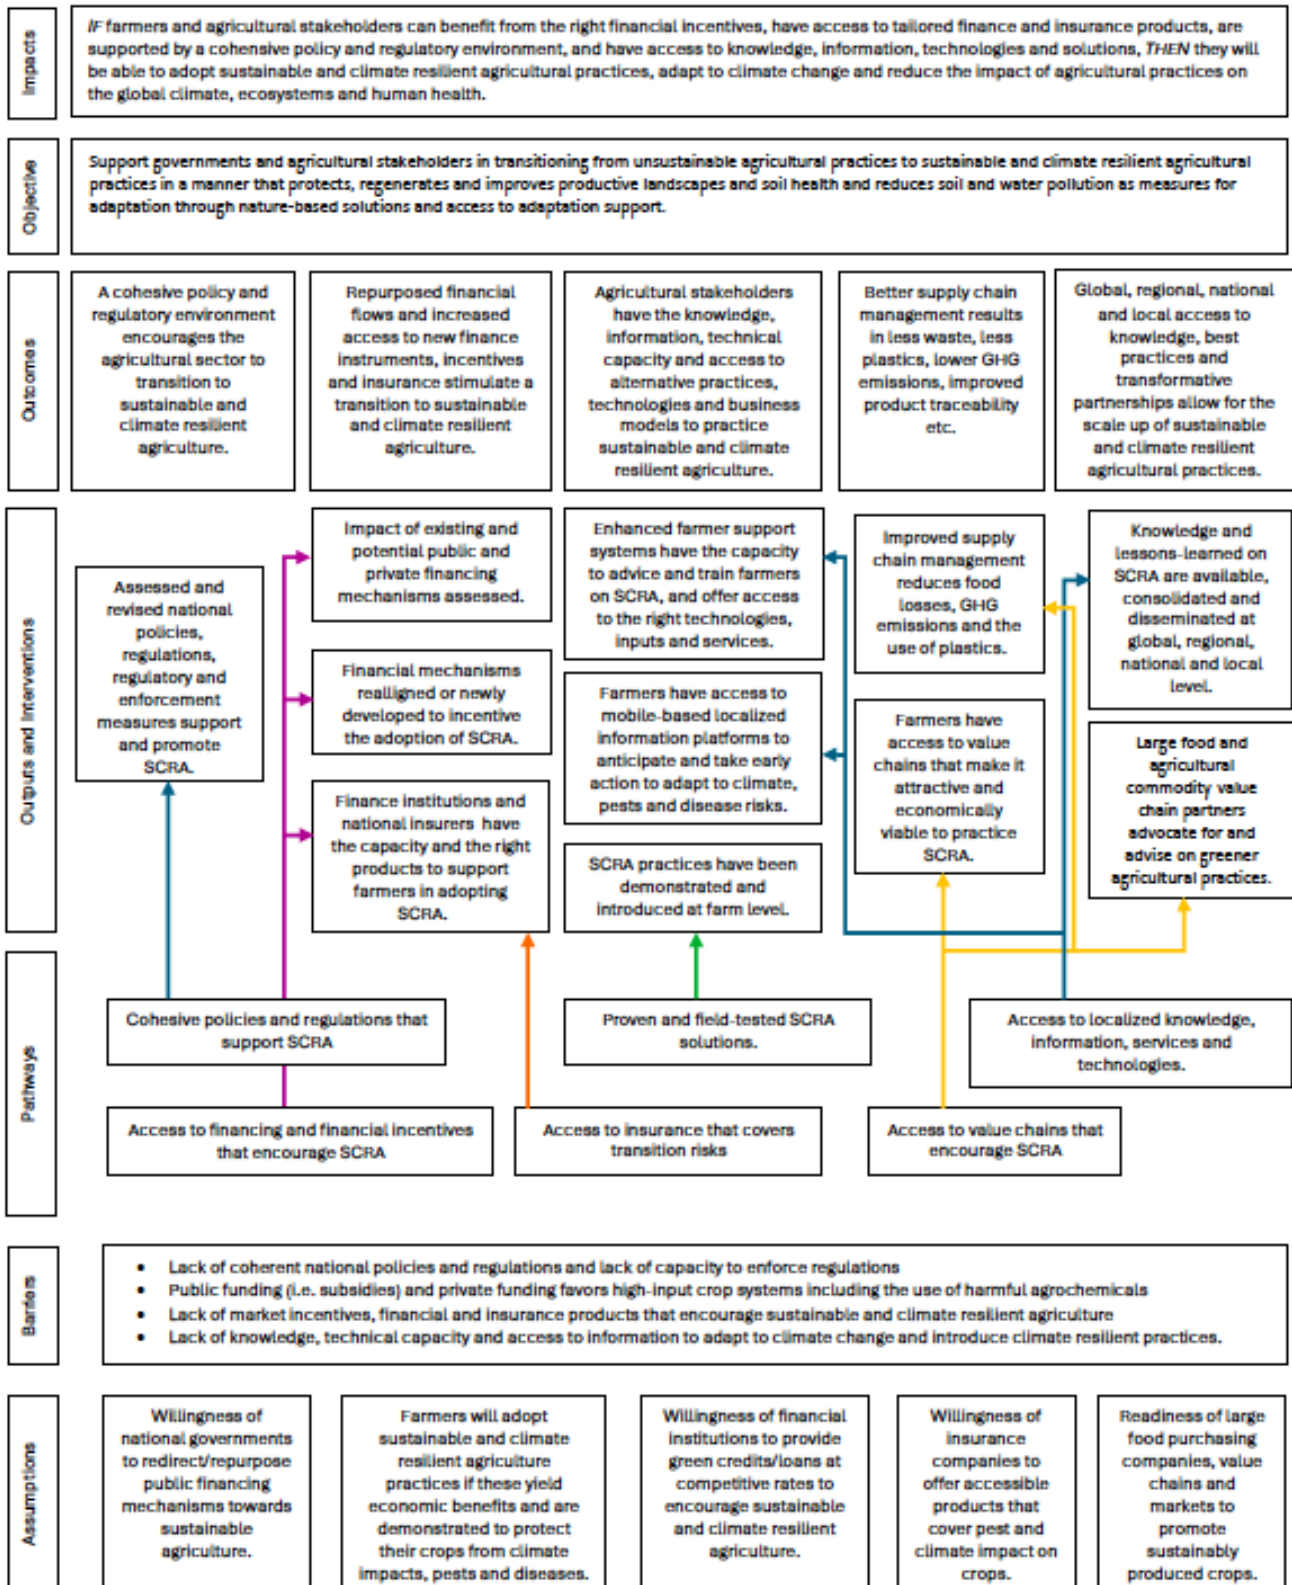 Impacts
IF farmers and agricultural stakeholders can benefit from the right financial incentives, have access to tailored finance and insurance products, are
supported by a cohensive policy and regulatory environment, and have access to knowledge, information, technologies and solutions, THEN they will
be able to adopt sustainable and climate resilient agricultural practices, adapt to climate change and reduce the impact of agricultural practices on
the global climate, ecosystems and human health.
Objective
Support governments and agricultural stakeholders in transitioning from unsustainable agricultural practices to sustainable and climate resilient agricultural
practices in a manner that protects, regenerates and improves productive landscapes and soil health and reduces soil and water pollution as measures for
adaptation through nature-based solutions and access to adaptation support.
Outcomes
A cohesive policy and
regulatory environment
encourages the
agricultural sector to
transition to
sustainable and
climate resilient
agriculture.
Repurposed financial
flows and increased
access to new finance
instruments, incentives
and insurance stimulate a
transition to sustainable
and climate resilient
agriculture.
Agricultural stakeholders
have the knowledge,
information, technical
capacity and access to
alternative practices,
technologies and business
models to practice
sustainable and climate
resilient agriculture.
Better supply chain
management results
in less waste, less
plastics, lower GHG
emissions, improved
product traceability
etc.
Global, regional, national
and local access to
knowledge, best
practices and
transformative
partnerships allow for the
scale up of sustainable
and climate resilient
agricultural practices.
Outputs and Interventions
Assessed and
revised national
policies,
regulations,
regulatory and
enforcement
measures support
and promote
SCRA.
Impact of existing and
potential public and
private financing
mechanisms assessed.
Financial mechanisms
realligned or newly
developed to incentive
the adoption of SCRA.
Finance institutions and
national insurers have
the capacity and the right
products to support
farmers in adopting
SCRA.
Enhanced farmer support
systems have the capacity
to advice and train farmers
on SCRA, and offer access
to the right technologies,
inputs and services.
Farmers have access to
mobile-based localized
information platforms to
anticipate and take early
action to adapt to climate,
pests and disease risks.
SCRA practices have been
demonstrated and
introduced at farm level.
Improved supply
chain management
reduces food
losses, GHG
emissions and the
use of plastics.
Farmers have
access to value
chains that make it
attractive and
economically
viable to practice
SCRA.
Knowledge and
lessons-learned on
SCRA are available,
consolidated and
disseminated at
global, regional,
national and local
level.
Large food and
agricultural
commodity value
chain partners
advocate for and
advise on greener
agricultural practices.
Pathways
Cohesive policies and regulations that
support SCRA
Proven and field-tested SCRA
solutions.
Access to localized knowledge,
information, services and
technologies.
Access to financing and financial incentives
that encourage SCRA
Access to insurance that covers
transition risks
Access to value chains that
encourage SCRA
Barriers
• Lack of coherent national policies and regulations and lack of capacity to enforce regulations
• Public funding (i.e. subsidies) and private funding favors high-input crop systems including the use of harmful agrochemicals
• Lack of market incentives, financial and insurance products that encourage sustainable and climate resilient agriculture
• Lack of knowledge, technical capacity and access to information to adapt to climate change and introduce climate resilient practices.
Assumptions
Willingness of
national governments
to redirect/repurpose
public financing
mechanisms towards
sustainable
agriculture.
Farmers will adopt
sustainable and climate
resilient agriculture
practices if these yield
economic benefits and are
demonstrated to protect
their crops from climate
impacts, pests and diseases.
Willingness of financial
institutions to provide
green credits/loans at
competitive rates to
encourage sustainable
and climate resilient
agriculture.
Willingness of
insurance
companies to
offer accessible
products that
cover pest and
climate impact on
crops.
Readiness of large
food purchasing
companies, value
chains and
markets to
promote
sustainably
produced crops.